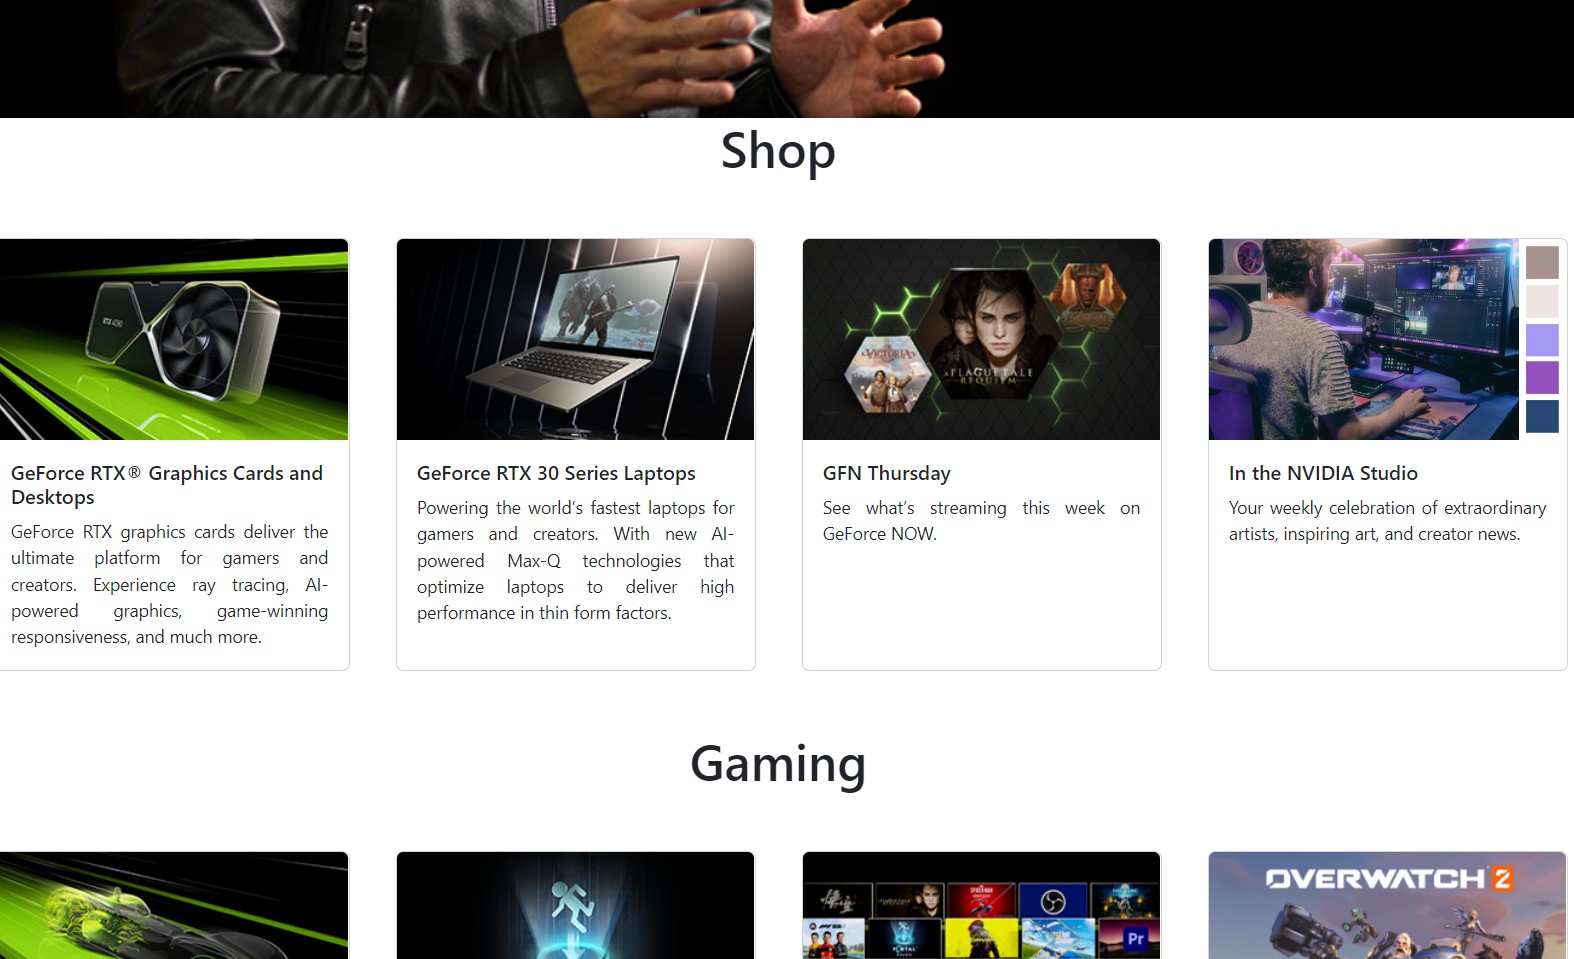 Shop
RTX 4090
VICTORIA
A PLAGUE TALE
REQUIEM
GeForce RTX® Graphics Cards and
Desktops
GeForce RTX graphics cards deliver the
ultimate platform for gamers and
creators. Experience ray tracing, AI-
powered graphics, game-winning
responsiveness, and much more.
GeForce RTX 30 Series Laptops
Powering the world’s fastest laptops for
gamers and creators. With new AI-
powered Max-Q technologies that
optimize laptops to deliver high
performance in thin form factors.
GFN Thursday
See what’s streaming this week on
GeForce NOW.
In the NVIDIA Studio
Your weekly celebration of extraordinary
artists, inspiring art, and creator news.
Gaming
OVERWATCH 2
SPIDER-MAN
PORTAL
Pr